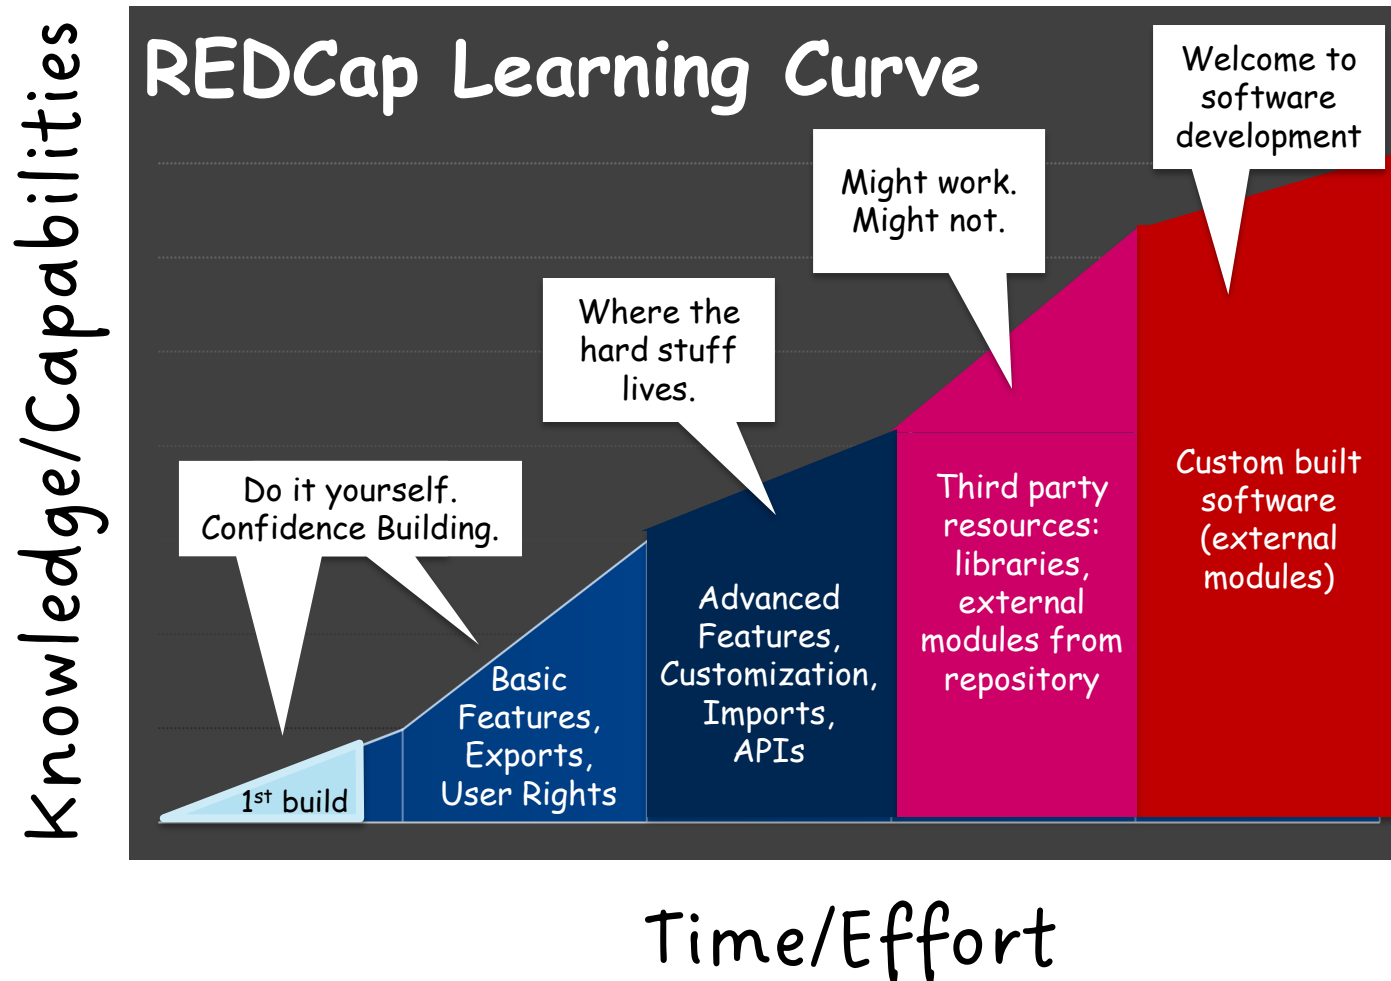 REDCap Learning Curve
Knowledge/Capabilities
Welcome to
software
development
Might work.
Might not.
Where the
hard stuff
lives.
Do it yourself.
Confidence Building.
1st build
Basic
Features,
Exports,
User Rights
Advanced
Features,
Customization,
Imports,
APIs
Third party
resources:
libraries,
external
modules from
repository
Custom built
software
(external
modules)
Time/Effort